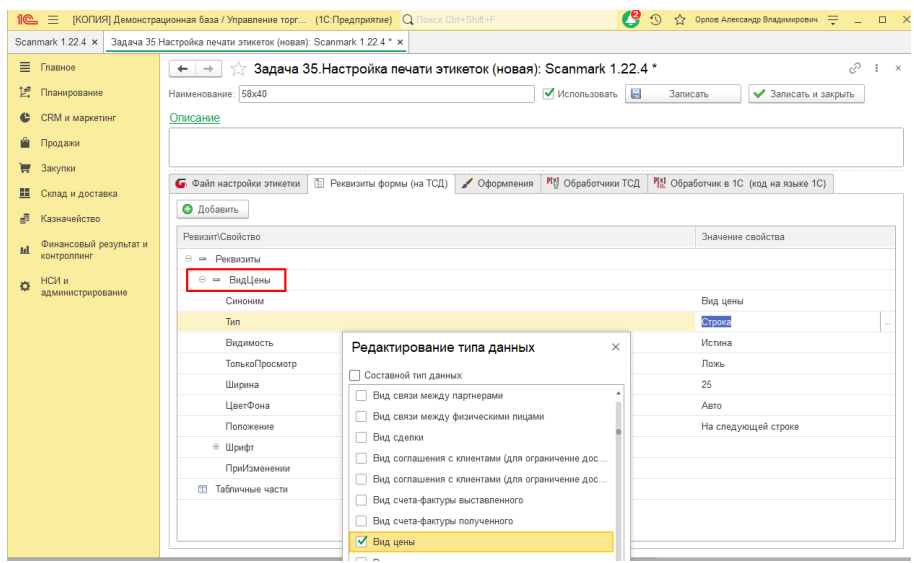 1С [КОПИЯ] Демонстрационная база / Управление торг... (1С:Предприятие) Поиск Ctrl+Shift+F 2 Орлов Александр Владимирович
Scanmark 1.22.4 × Задача 35.Настройка печати этикеток (новая): Scanmark 1.22.4 * ×
Главное
Планирование
CRM и маркетинг
Продажи
Закупки
Склад и доставка
Казначейство
Финансовый результат и
контроллинг
НСИ и
администрирование
Задача 35.Настройка печати этикеток (новая): Scanmark 1.22.4 *
Наименование: 58x40 Использовать Записать Записать и закрыть
Описание
Файл настройки этикетки Реквизиты формы (на ТСД) Оформления Обработчики ТСД Обработчик в 1С (код на языке 1С)
Добавить
Ревизит\Свойство Значение свойства
Реквизиты
ВидЦены
Синоним Вид цены
Тип Строка ...
Видимость Истина
ТолькоПросмотр Ложь
Ширина 25
ЦветФона Авто
Положение На следующей строке
Шрифт
ПриИзменении
Табличные части
Редактирование типа данных ×
Составной тип данных
Вид связи между партнерами
Вид связи между физическими лицами
Вид сделки
Вид соглашения с клиентами (для ограничение дос...
Вид соглашения с клиентами (для ограничение дос...
Вид счета-фактуры выставленного
Вид счета-фактуры полученного
Вид цены